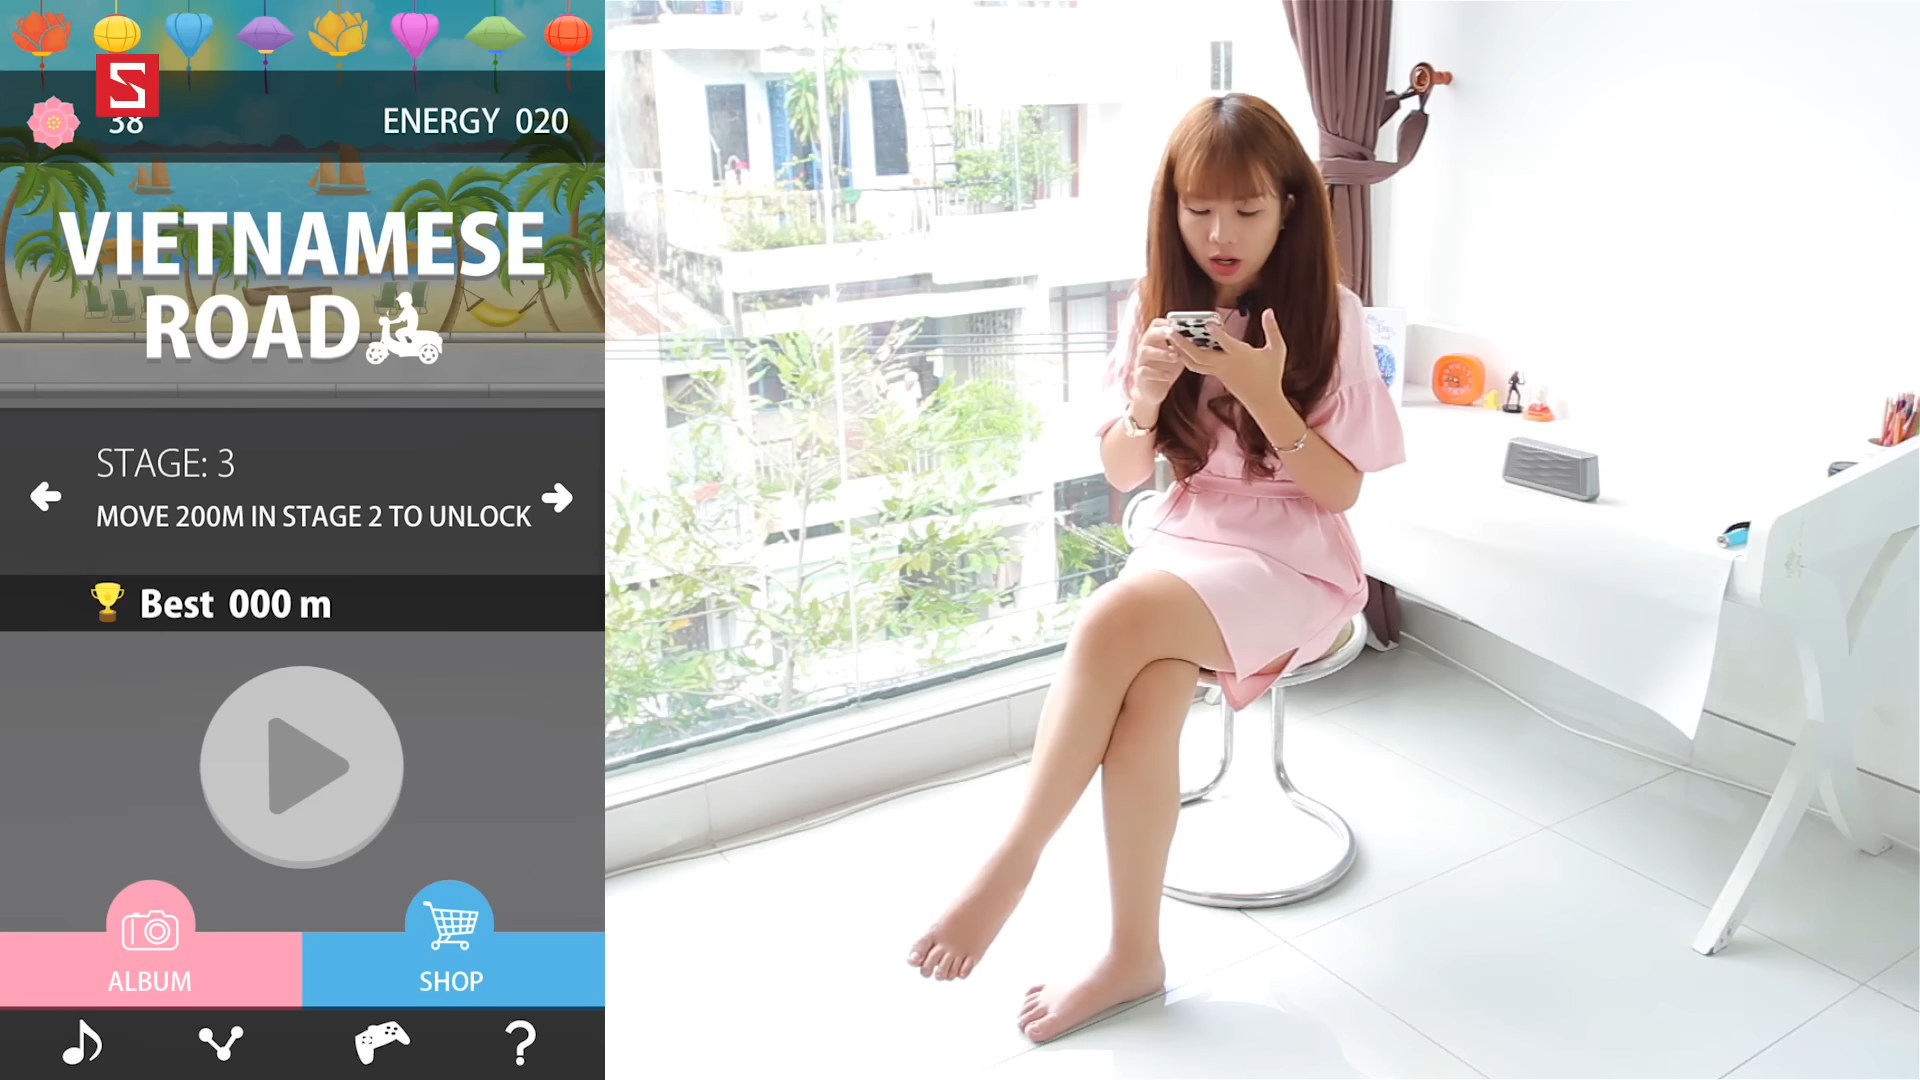 S
38
ENERGY 020
VIETNAMESE
ROAD
STAGE: 3
MOVE 200M IN STAGE 2 TO UNLOCK
Best 000 m
ALBUM
SHOP
?